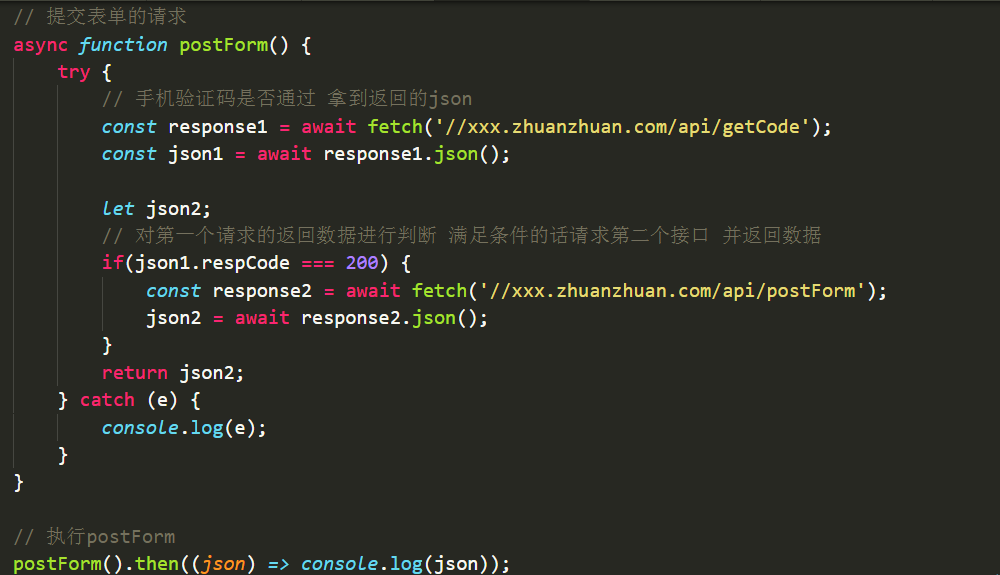 // 提交表单的请求
async function postForm() {
    try {
        // 手机验证码是否通过 拿到返回的json
        const response1 = await fetch('//xxx.zhuanzhuan.com/api/getCode');
        const json1 = await response1.json();

        let json2;
        // 对第一个请求的返回数据进行判断 满足条件的话请求第二个接口 并返回数据
        if(json1.respCode === 200) {
            const response2 = await fetch('//xxx.zhuanzhuan.com/api/postForm');
            json2 = await response2.json();
        }
        return json2;
    } catch (e) {
        console.log(e);
    }
}

// 执行postForm
postForm().then((json) => console.log(json));